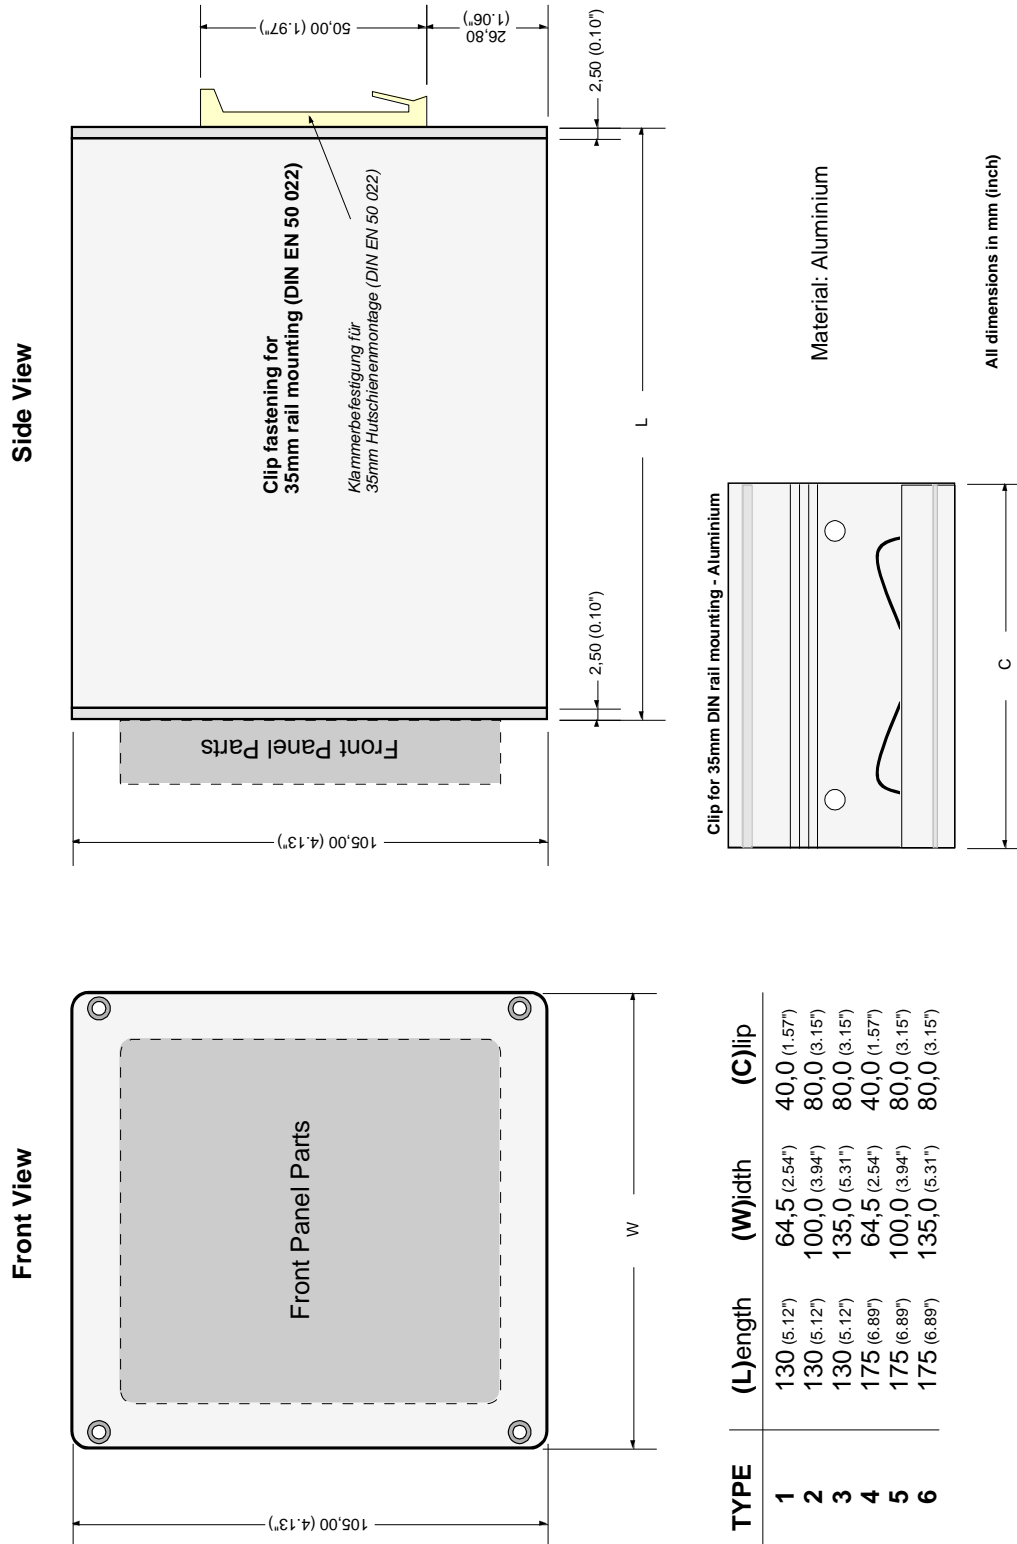 Front View
Side View
105,00 (4.13")
Front Panel Parts
W
105,00 (4.13")
Front Panel Parts
Clip fastening for
35mm rail mounting (DIN EN 50 022)
Klammerbefestigung für
35mm Hutschienenmontage (DIN EN 50 022)
50,00 (1.97")
26,80
(1.06")
2,50 (0.10")
2,50 (0.10")
L
TYPE (L)ength (W)idth (C)lip
1 130 (5.12") 64,5 (2.54") 40,0 (1.57")
2 130 (5.12") 100,0 (3.94") 80,0 (3.15")
3 130 (5.12") 135,0 (5.31") 80,0 (3.15")
4 175 (6.89") 64,5 (2.54") 40,0 (1.57")
5 175 (6.89") 100,0 (3.94") 80,0 (3.15")
6 175 (6.89") 135,0 (5.31") 80,0 (3.15")
Clip for 35mm DIN rail mounting - Aluminium
C
Material: Aluminium
All dimensions in mm (inch)